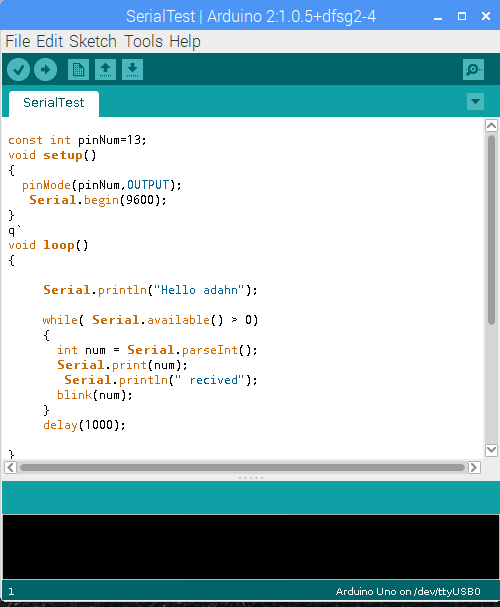 SerialTest | Arduino 2:1.0.5+dfsg2-4
File Edit Sketch Tools Help
SerialTest
const int pinNum=13;
void setup()
{
  pinMode(pinNum,OUTPUT);
   Serial.begin(9600);
}
q`
void loop()
{
     Serial.println("Hello adahn");
     while( Serial.available() > 0)
     {
       int num = Serial.parseInt();
       Serial.print(num);
        Serial.println(" recived");
       blink(num);
     }
     delay(1000);
}
1
Arduino Uno on /dev/ttyUSB0